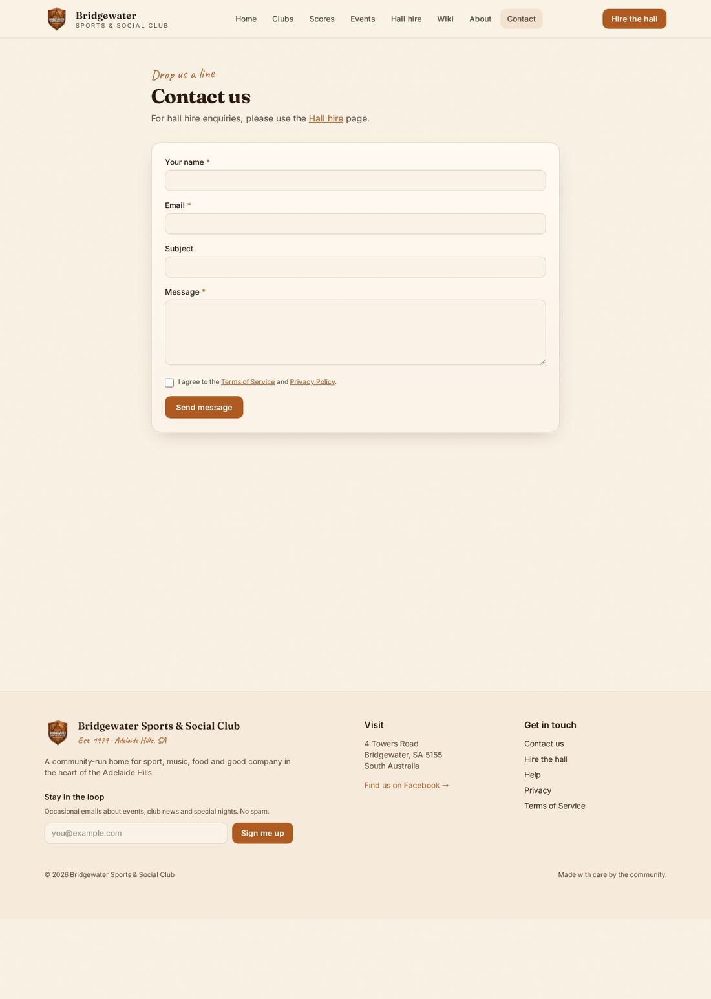 Bridgewater
SPORTS & SOCIAL CLUB
Home
Clubs
Scores
Events
Hall hire
Wiki
About
Contact
Hire the hall
Drop us a line
Contact us
For hall hire enquiries, please use the Hall hire page.
Your name *
Email *
Subject
Message *
I agree to the Terms of Service and Privacy Policy.
Send message
BRIDGEWATER
Bridgewater Sports & Social Club
Est. 1979 · Adelaide Hills, SA
A community-run home for sport, music, food and good company in
the heart of the Adelaide Hills.
Stay in the loop
Occasional emails about events, club news and special nights. No spam.
you@example.com
Sign me up
Visit
4 Towers Road
Bridgewater, SA 5155
South Australia
Find us on Facebook →
Get in touch
Contact us
Hire the hall
Help
Privacy
Terms of Service
© 2026 Bridgewater Sports & Social Club
Made with care by the community.